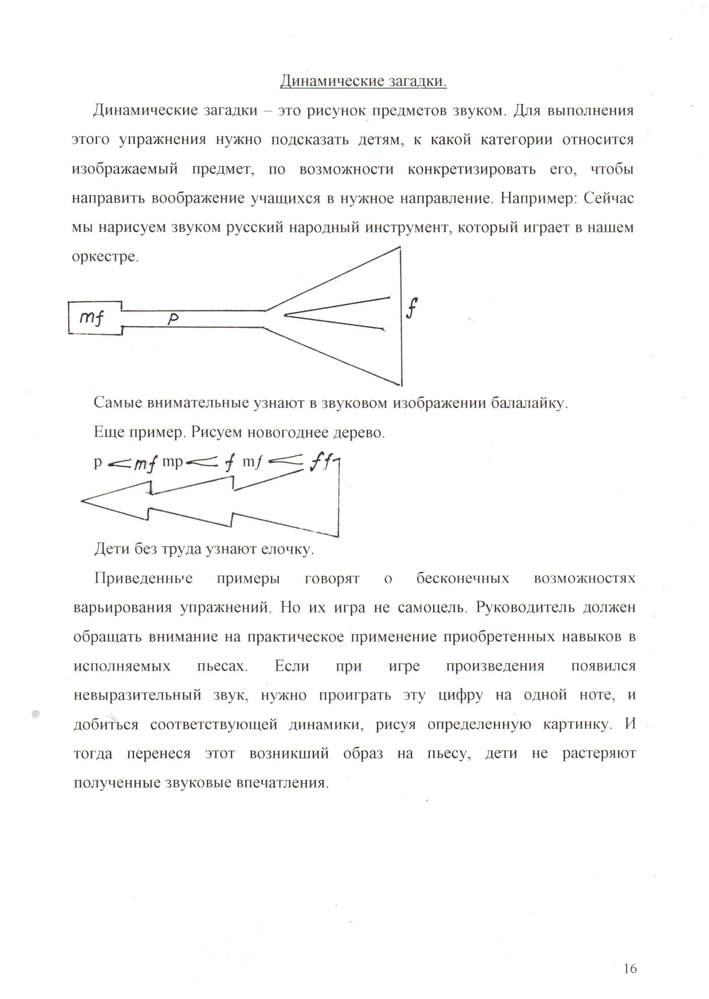 Динамические загадки.
Динамические загадки – это рисунок предметов звуком. Для выполнения
этого упражнения нужно подсказать детям, к какой категории относится
изображаемый предмет, по возможности конкретизировать его, чтобы
направить воображение учащихся в нужное направление. Например: Сейчас
мы нарисуем звуком русский народный инструмент, который играет в нашем
оркестре.
mf p f
Самые внимательные узнают в звуковом изображении балалайку.
Еще пример. Рисуем новогоднее дерево.
p < mf mp < f mf < ff
Дети без труда узнают елочку.
Приведенные примеры говорят о бесконечных возможностях
варьирования упражнений. Но их игра не самоцель. Руководитель должен
обращать внимание на практическое применение приобретенных навыков в
исполняемых пьесах. Если при игре произведения появился
невыразительный звук, нужно проиграть эту цифру на одной ноте, и
добиться соответствующей динамики, рисуя определенную картинку. И
тогда перенеся этот возникший образ на пьесу, дети не растеряют
полученные звуковые впечатления.
16